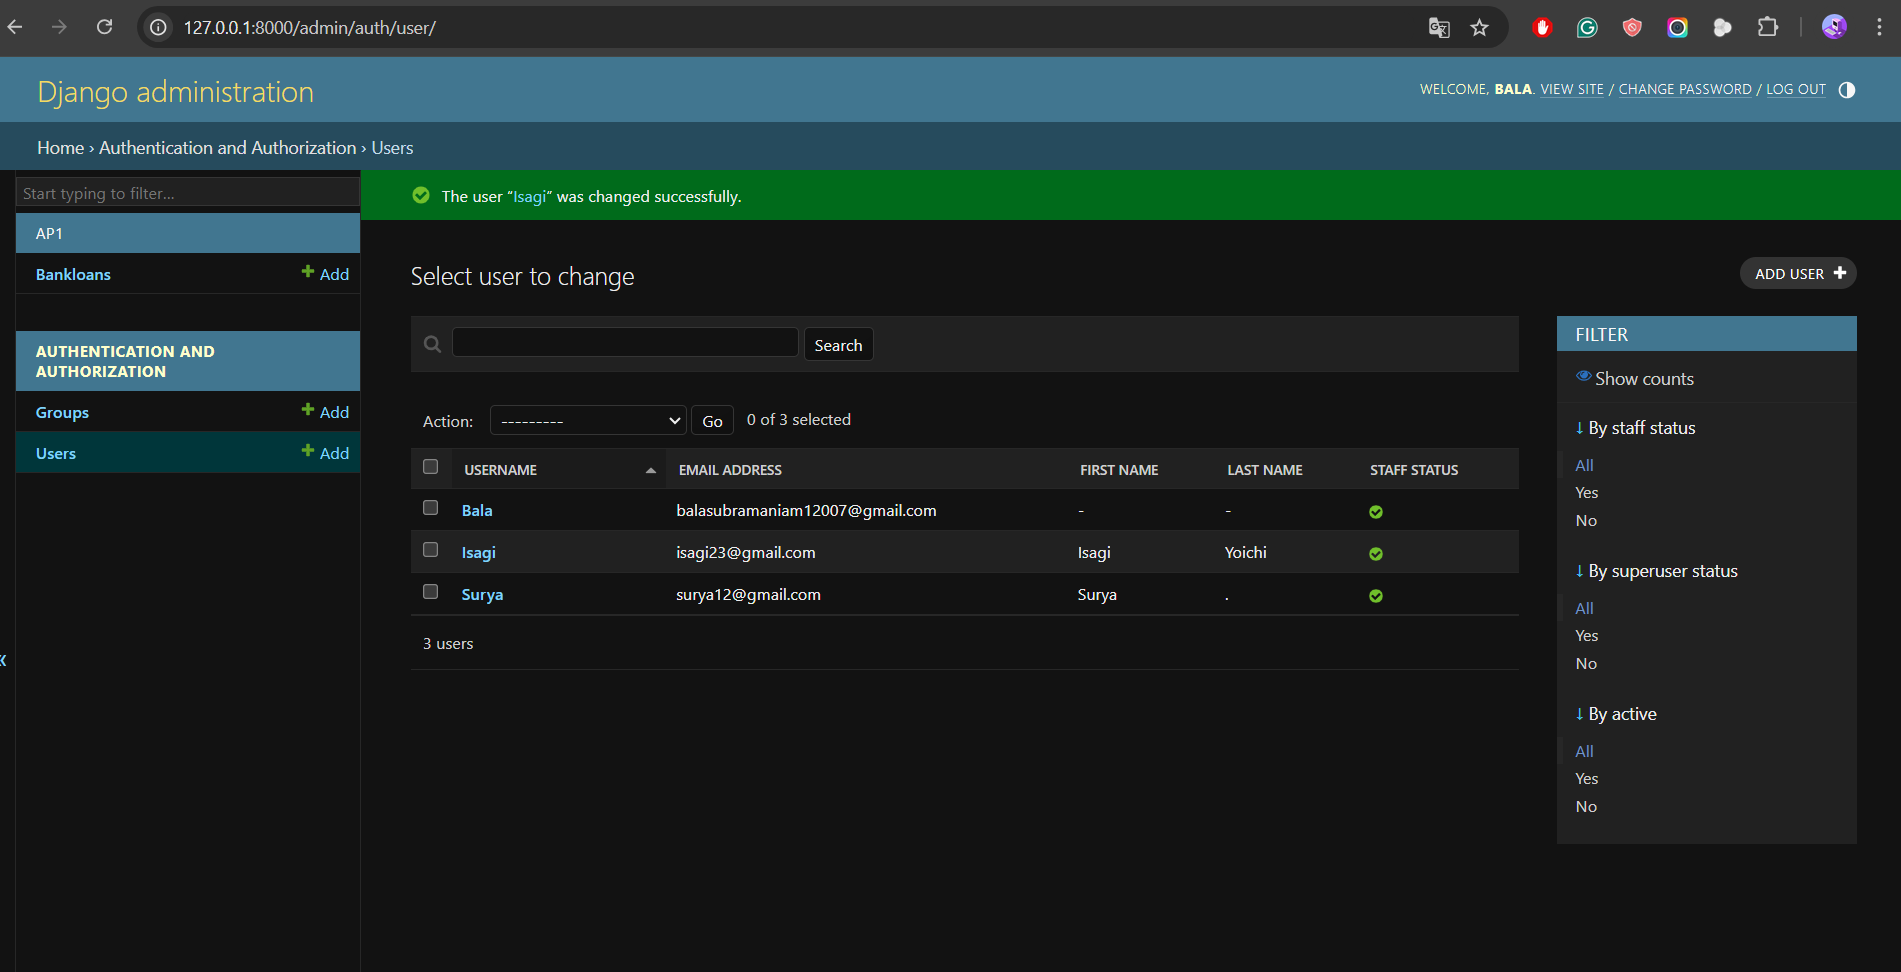 127.0.0.1:8000/admin/auth/user/
Django administration
WELCOME, BALA. VIEW SITE / CHANGE PASSWORD / LOG OUT
Home › Authentication and Authorization › Users
Start typing to filter...
AP1
Bankloans Add
AUTHENTICATION AND
AUTHORIZATION
Groups Add
Users Add
The user “Isagi” was changed successfully.
Select user to change
ADD USER
Search
Action: --------- Go 0 of 3 selected
USERNAME EMAIL ADDRESS FIRST NAME LAST NAME STAFF STATUS
Bala balasubramaniam12007@gmail.com - -
Isagi isagi23@gmail.com Isagi Yoichi
Surya surya12@gmail.com Surya .
3 users
FILTER
Show counts
↓ By staff status
All
Yes
No
↓ By superuser status
All
Yes
No
↓ By active
All
Yes
No